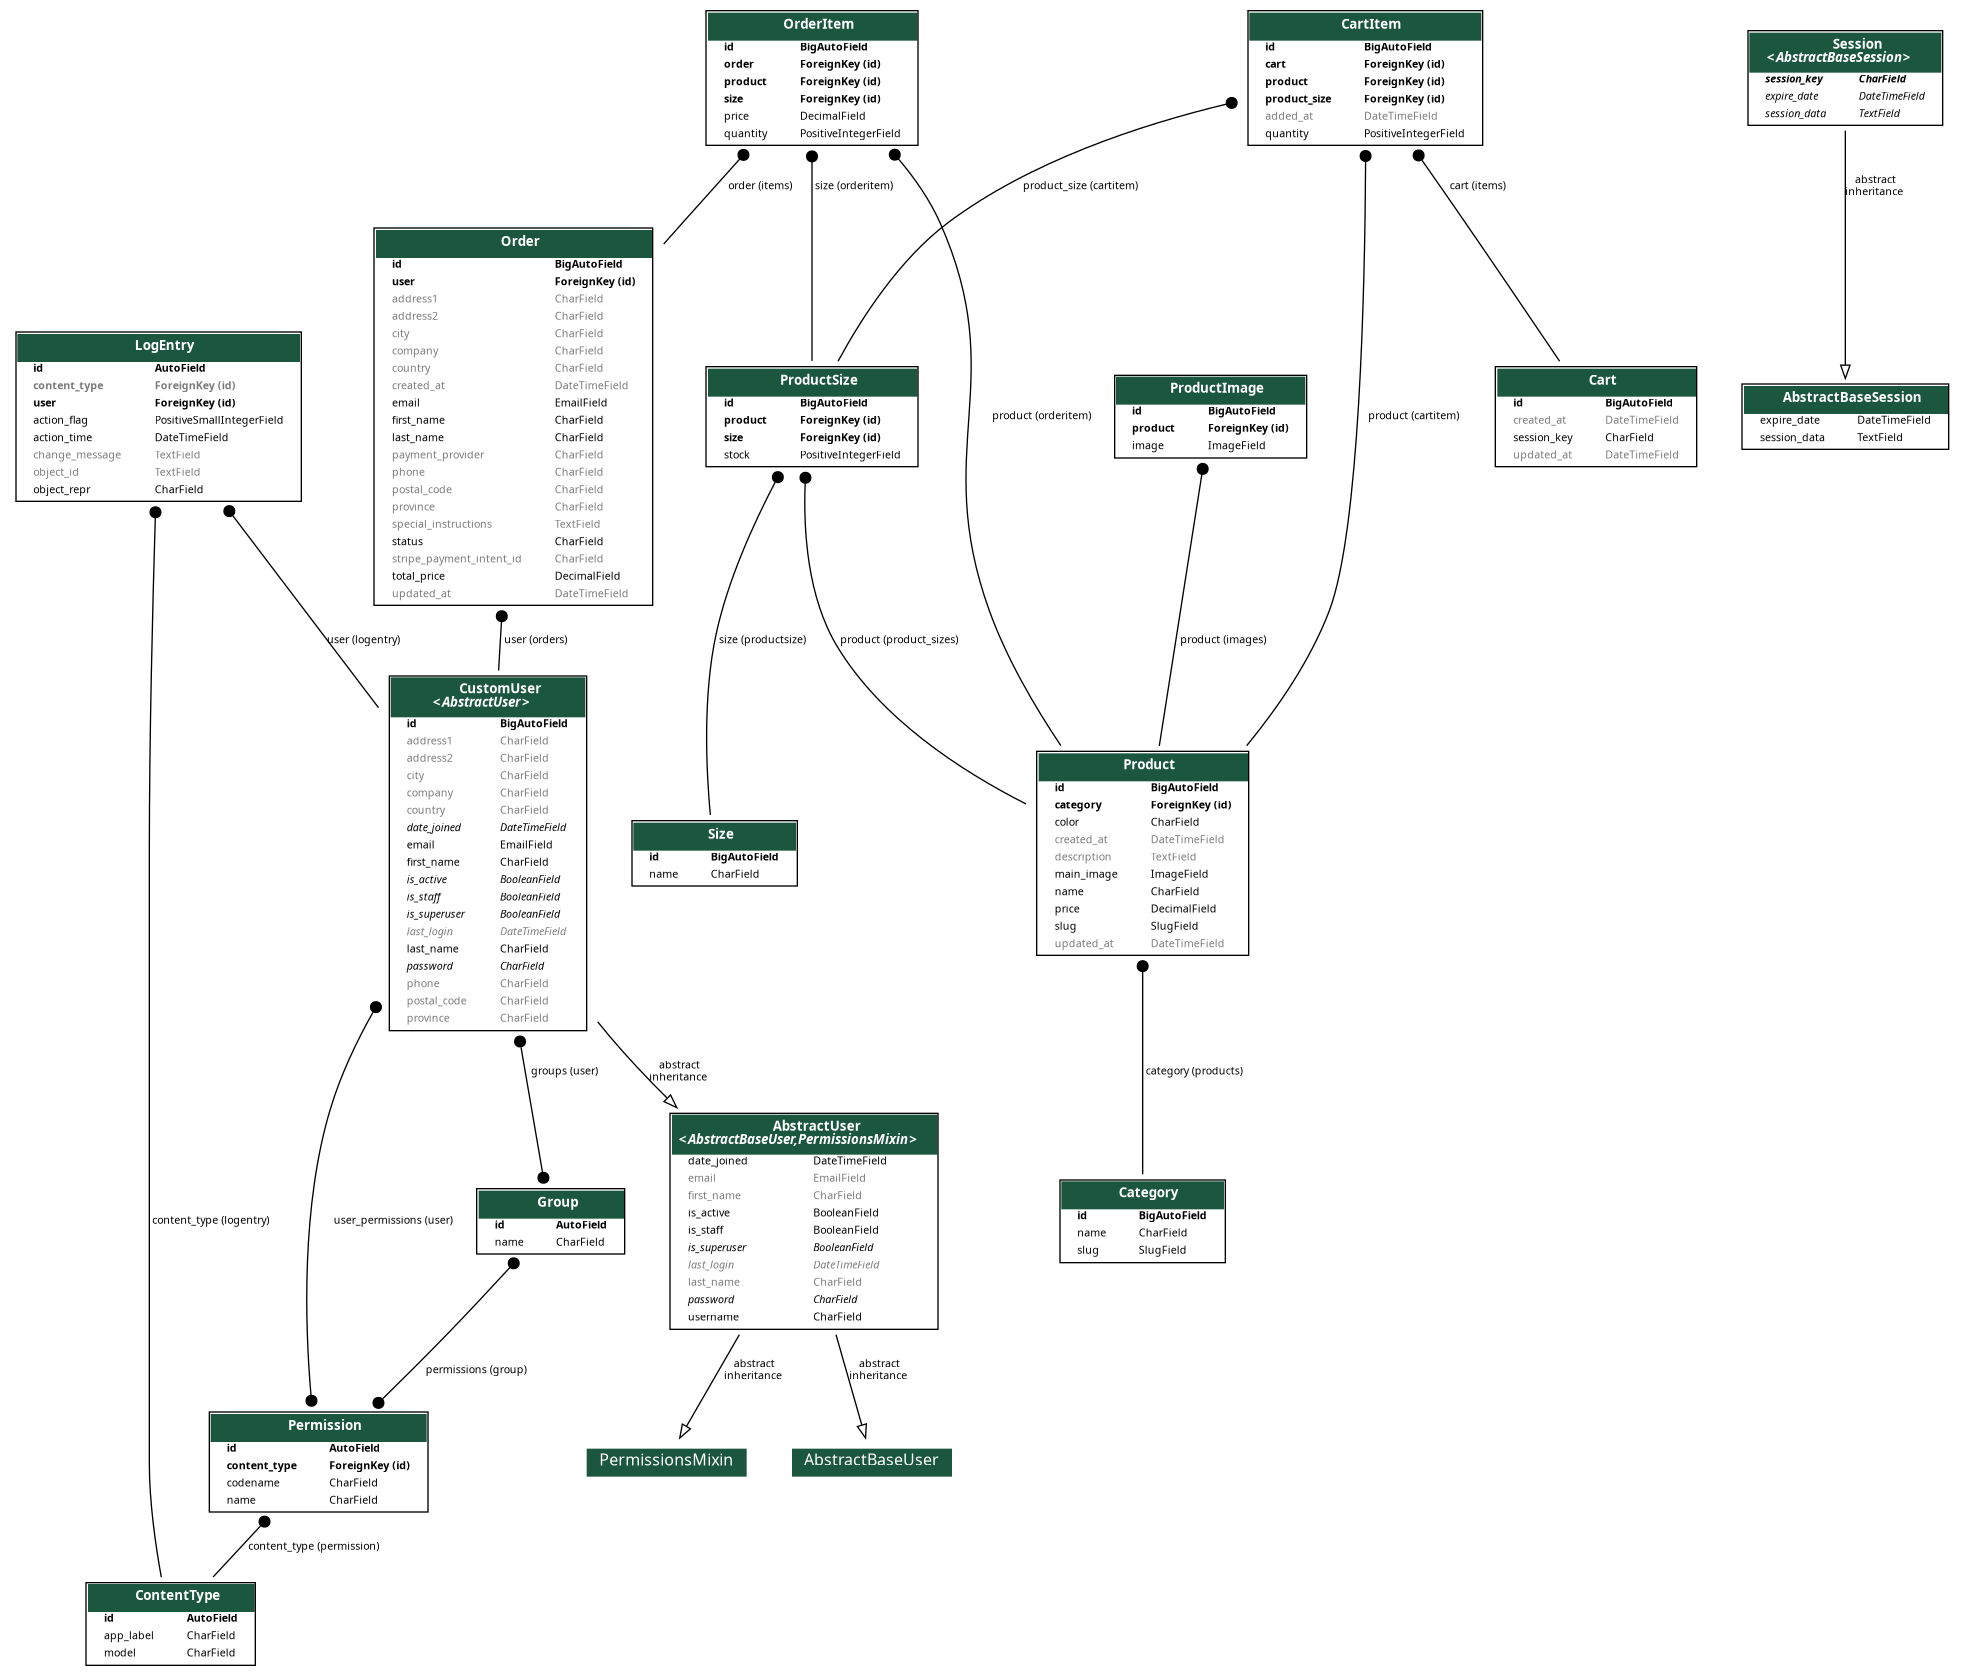 OrderItem
id BigAutoField
order ForeignKey (id)
product ForeignKey (id)
size ForeignKey (id)
price DecimalField
quantity PositiveIntegerField
CartItem
id BigAutoField
cart ForeignKey (id)
product ForeignKey (id)
product_size ForeignKey (id)
added_at DateTimeField
quantity PositiveIntegerField
Session
<AbstractBaseSession>
session_key CharField
expire_date DateTimeField
session_data TextField
order (items)
size (orderitem)
product_size (cartitem)
cart (items)
abstract
inheritance
Order
id BigAutoField
user ForeignKey (id)
address1 CharField
address2 CharField
city CharField
company CharField
country CharField
created_at DateTimeField
email EmailField
first_name CharField
last_name CharField
payment_provider CharField
phone CharField
postal_code CharField
province CharField
special_instructions TextField
status CharField
stripe_payment_intent_id CharField
total_price DecimalField
updated_at DateTimeField
LogEntry
id AutoField
content_type ForeignKey (id)
user ForeignKey (id)
action_flag PositiveSmallIntegerField
action_time DateTimeField
change_message TextField
object_id TextField
object_repr CharField
ProductSize
id BigAutoField
product ForeignKey (id)
size ForeignKey (id)
stock PositiveIntegerField
product (orderitem)
ProductImage
id BigAutoField
product ForeignKey (id)
image ImageField
product (cartitem)
Cart
id BigAutoField
created_at DateTimeField
session_key CharField
updated_at DateTimeField
AbstractBaseSession
expire_date DateTimeField
session_data TextField
user (logentry)
user (orders)
size (productsize)
product (product_sizes)
product (images)
CustomUser
<AbstractUser>
id BigAutoField
address1 CharField
address2 CharField
city CharField
company CharField
country CharField
date_joined DateTimeField
email EmailField
first_name CharField
is_active BooleanField
is_staff BooleanField
is_superuser BooleanField
last_login DateTimeField
last_name CharField
password CharField
phone CharField
postal_code CharField
province CharField
Size
id BigAutoField
name CharField
Product
id BigAutoField
category ForeignKey (id)
color CharField
created_at DateTimeField
description TextField
main_image ImageField
name CharField
price DecimalField
slug SlugField
updated_at DateTimeField
groups (user)
abstract
inheritance
category (products)
content_type (logentry)
user_permissions (user)
Group
id AutoField
name CharField
AbstractUser
<AbstractBaseUser,PermissionsMixin>
date_joined DateTimeField
email EmailField
first_name CharField
is_active BooleanField
is_staff BooleanField
is_superuser BooleanField
last_login DateTimeField
last_name CharField
password CharField
username CharField
Category
id BigAutoField
name CharField
slug SlugField
permissions (group)
abstract
inheritance
abstract
inheritance
Permission
id AutoField
content_type ForeignKey (id)
codename CharField
name CharField
PermissionsMixin
AbstractBaseUser
content_type (permission)
ContentType
id AutoField
app_label CharField
model CharField